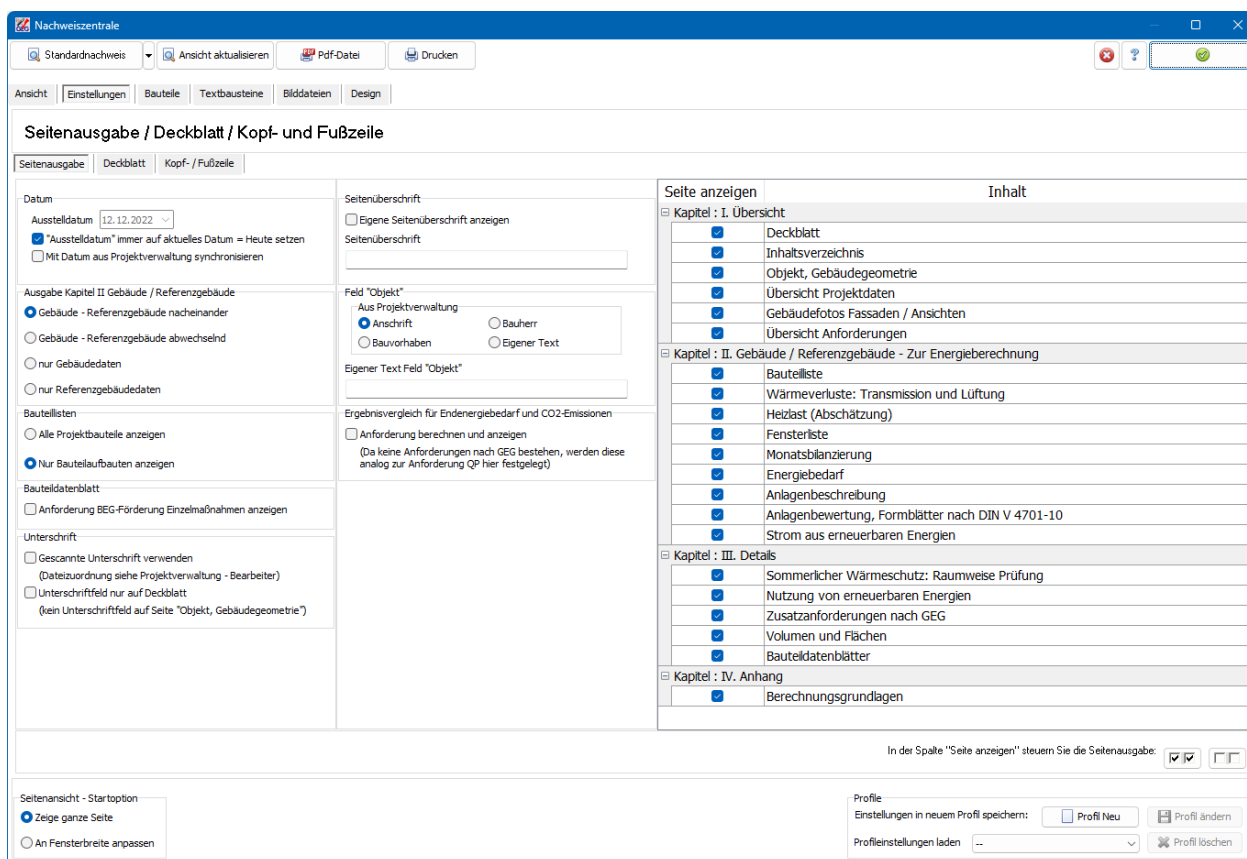 Nachweiszentrale
Standardnachweis
Ansicht aktualisieren
Pdf-Datei
Drucken
Ansicht
Einstellungen
Bauteile
Textbausteine
Bilddateien
Design
Seitenausgabe / Deckblatt / Kopf- und Fußzeile
Seitenausgabe
Deckblatt
Kopf- / Fußzeile
Datum
Ausstelldatum 12.12.2022
"Ausstelldatum" immer auf aktuelles Datum = Heute setzen
Mit Datum aus Projektverwaltung synchronisieren
Ausgabe Kapitel II Gebäude / Referenzgebäude
Gebäude - Referenzgebäude nacheinander
Gebäude - Referenzgebäude abwechselnd
nur Gebäudedaten
nur Referenzgebäudedaten
Bauteillisten
Alle Projektbauteile anzeigen
Nur Bauteilaufbauten anzeigen
Bauteildatenblatt
Anforderung BEG-Förderung Einzelmaßnahmen anzeigen
Unterschrift
Gescannte Unterschrift verwenden
(Dateizuordnung siehe Projektverwaltung - Bearbeiter)
Unterschriftfeld nur auf Deckblatt
(kein Unterschriftfeld auf Seite "Objekt, Gebäudegeometrie")
Seitenüberschrift
Eigene Seitenüberschrift anzeigen
Seitenüberschrift
Feld "Objekt"
Aus Projektverwaltung
Anschrift
Bauherr
Bauvorhaben
Eigener Text
Eigener Text Feld "Objekt"
Ergebnisvergleich für Endenergiebedarf und CO2-Emissionen
Anforderung berechnen und anzeigen
(Da keine Anforderungen nach GEG bestehen, werden diese
analog zur Anforderung QP hier festgelegt)
Seite anzeigen
Inhalt
Kapitel : I. Übersicht
Deckblatt
Inhaltsverzeichnis
Objekt, Gebäudegeometrie
Übersicht Projektdaten
Gebäudefotos Fassaden / Ansichten
Übersicht Anforderungen
Kapitel : II. Gebäude / Referenzgebäude - Zur Energieberechnung
Bauteilliste
Wärmeverluste: Transmission und Lüftung
Heizlast (Abschätzung)
Fensterliste
Monatsbilanzierung
Energiebedarf
Anlagenbeschreibung
Anlagenbewertung, Formblätter nach DIN V 4701-10
Strom aus erneuerbaren Energien
Kapitel : III. Details
Sommerlicher Wärmeschutz: Raumweise Prüfung
Nutzung von erneuerbaren Energien
Zusatzanforderungen nach GEG
Volumen und Flächen
Bauteildatenblätter
Kapitel : IV. Anhang
Berechnungsgrundlagen
In der Spalte "Seite anzeigen" steuern Sie die Seitenausgabe:
Seitenansicht - Startoption
Zeige ganze Seite
An Fensterbreite anpassen
Profile
Einstellungen in neuem Profil speichern:
Profil Neu
Profil ändern
Profileinstellungen laden
--
Profil löschen